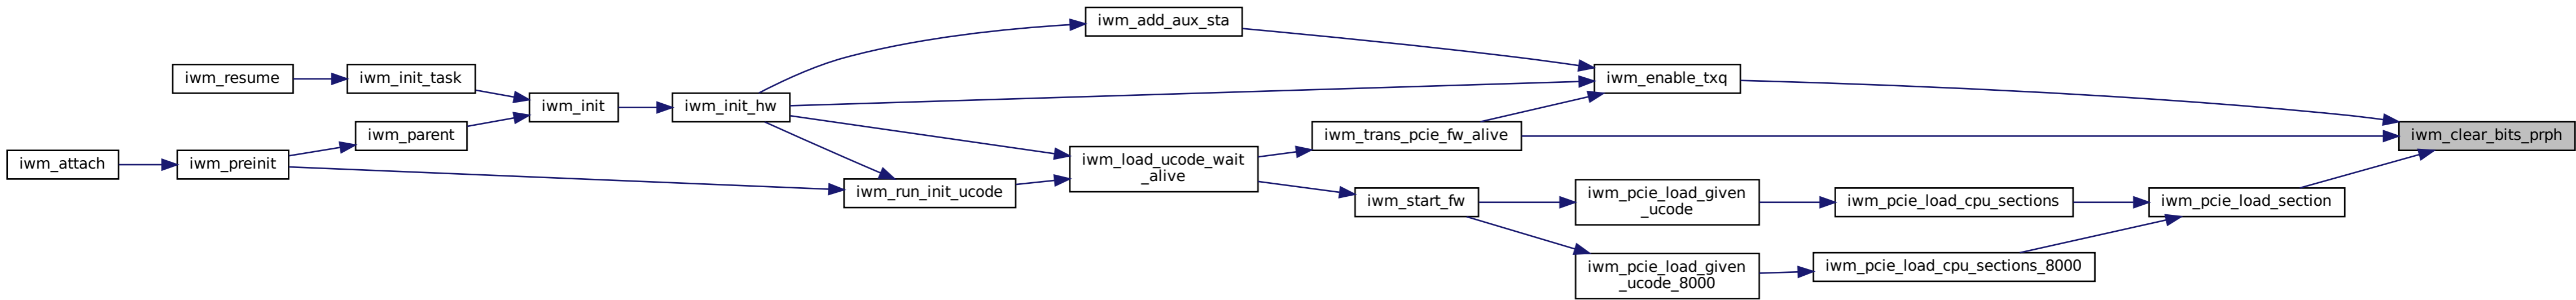 iwm_add_aux_sta
iwm_resume
iwm_init_task
iwm_enable_txq
iwm_init
iwm_init_hw
iwm_parent
iwm_trans_pcie_fw_alive
iwm_clear_bits_prph
iwm_attach
iwm_preinit
iwm_load_ucode_wait
_alive
iwm_run_init_ucode
iwm_start_fw
iwm_pcie_load_given
_ucode
iwm_pcie_load_cpu_sections
iwm_pcie_load_section
iwm_pcie_load_given
_ucode_8000
iwm_pcie_load_cpu_sections_8000